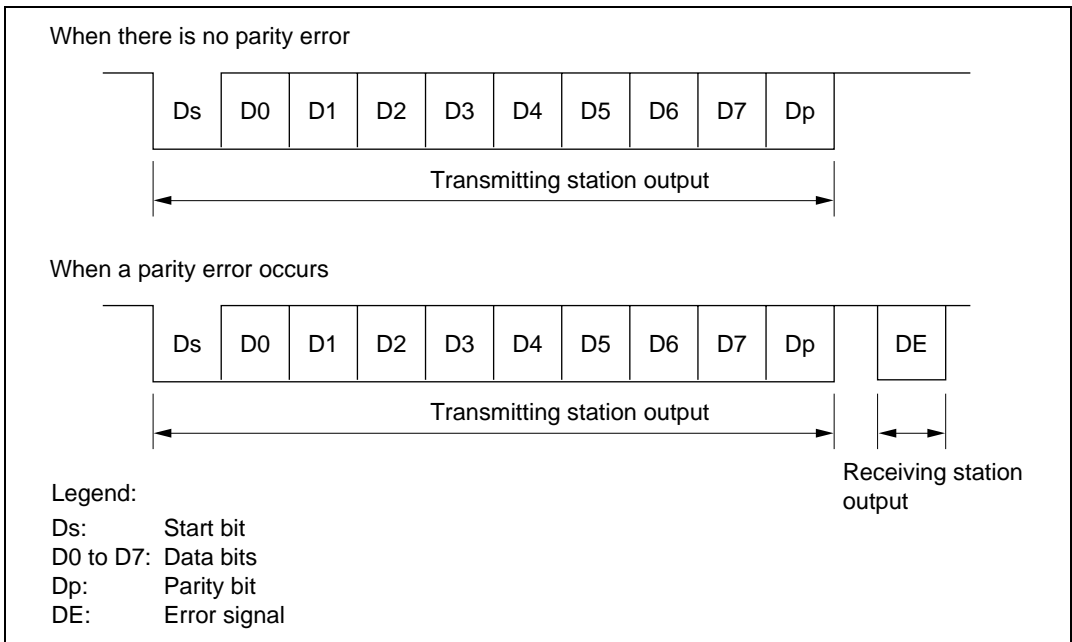 When there is no parity error
Ds D0 D1 D2 D3 D4 D5 D6 D7 Dp
Transmitting station output
When a parity error occurs
Ds D0 D1 D2 D3 D4 D5 D6 D7 Dp DE
Transmitting station output
Receiving station
output
Legend:
Ds: Start bit
D0 to D7: Data bits
Dp: Parity bit
DE: Error signal